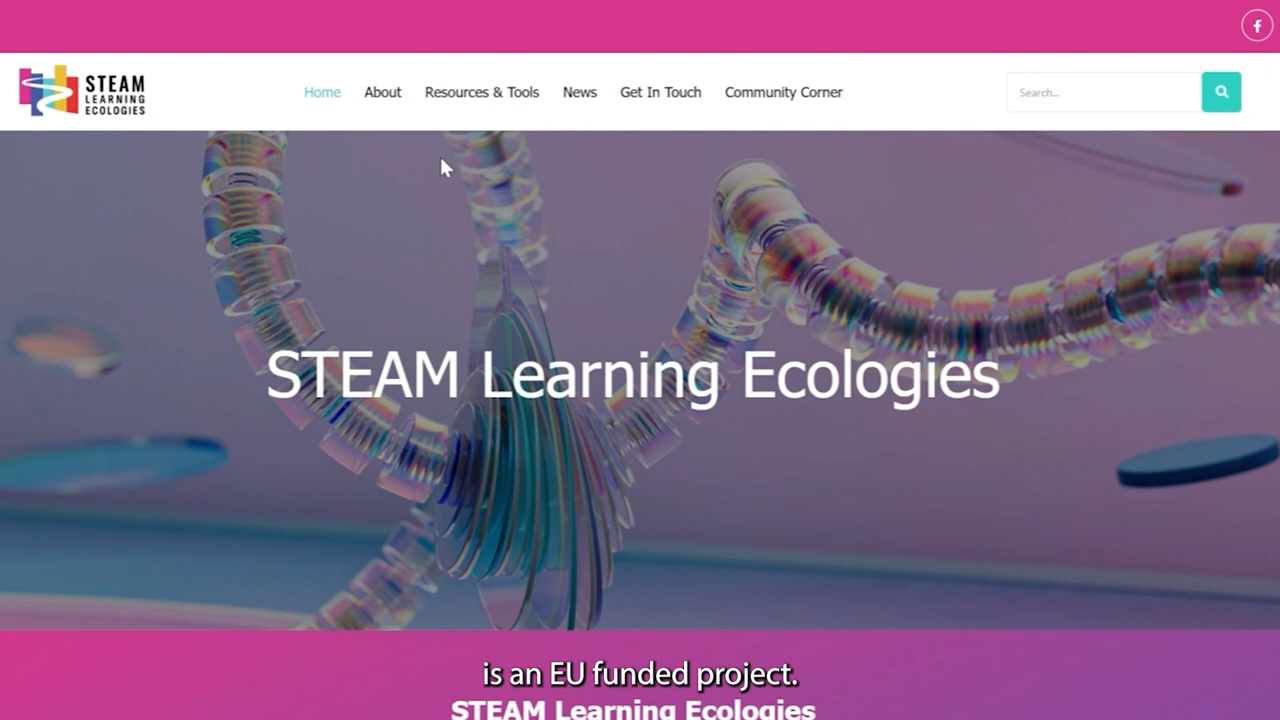 STEAM
LEARNING
ECOLOGIES
Home About Resources & Tools News Get In Touch Community Corner
Search...
STEAM Learning Ecologies
is an EU funded project.
STEAM Learning Ecologies